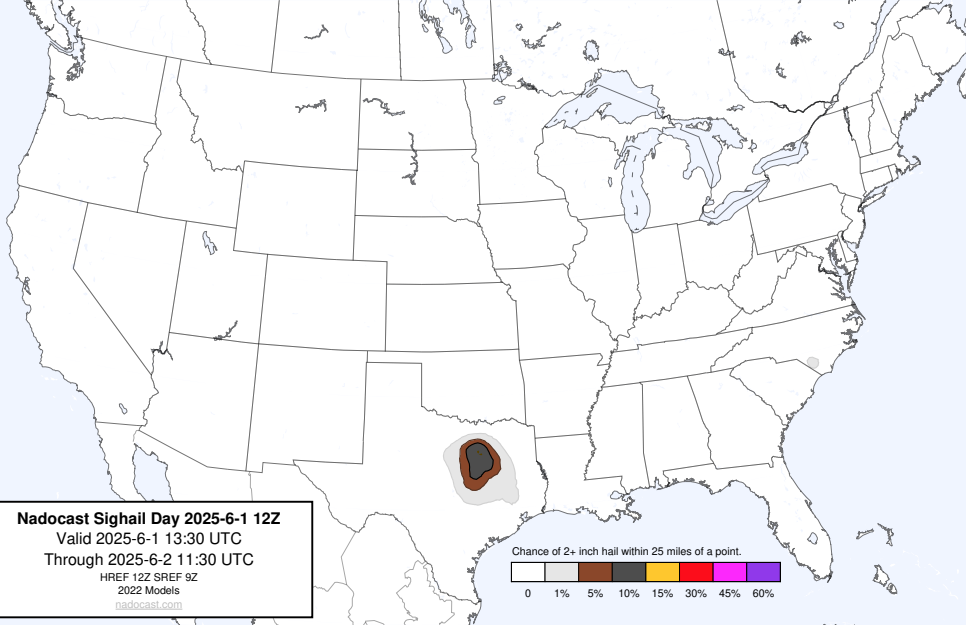 Nadocast Sighail Day 2025-6-1 12Z
Valid 2025-6-1 13:30 UTC
Through 2025-6-2 11:30 UTC
HREF 12Z SREF 9Z
2022 Models
nadocast.com
Chance of 2+ inch hail within 25 miles of a point.
0 1% 5% 10% 15% 30% 45% 60%